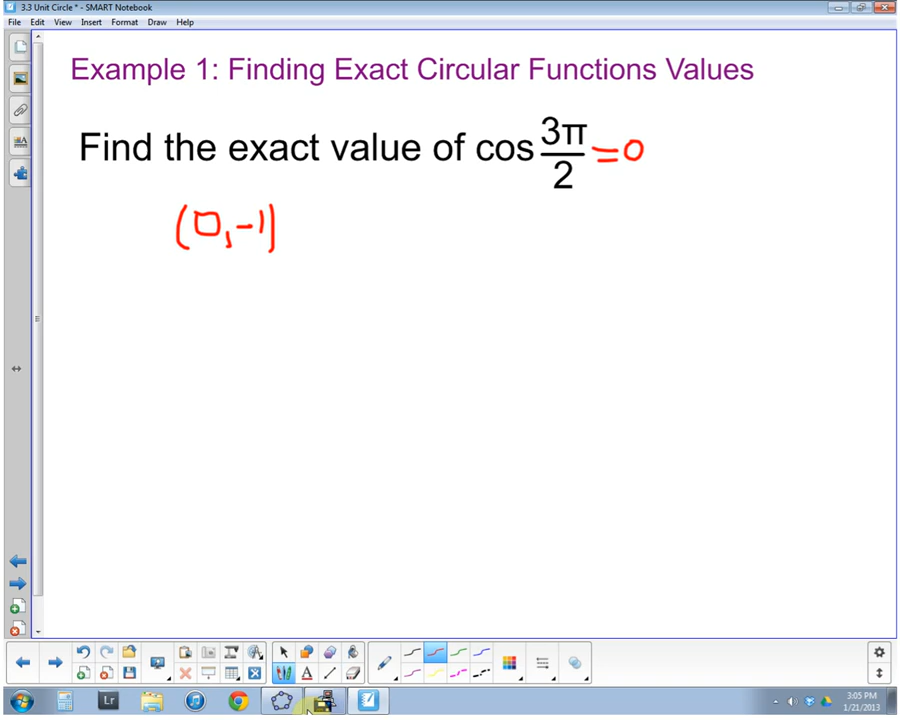 3.3 Unit Circle * - SMART Notebook
File Edit View Insert Format Draw Help
Example 1: Finding Exact Circular Functions Values
Find the exact value of cos 3π/2 = 0
(0, -1)
A
Lr
3:05 PM
1/21/2013